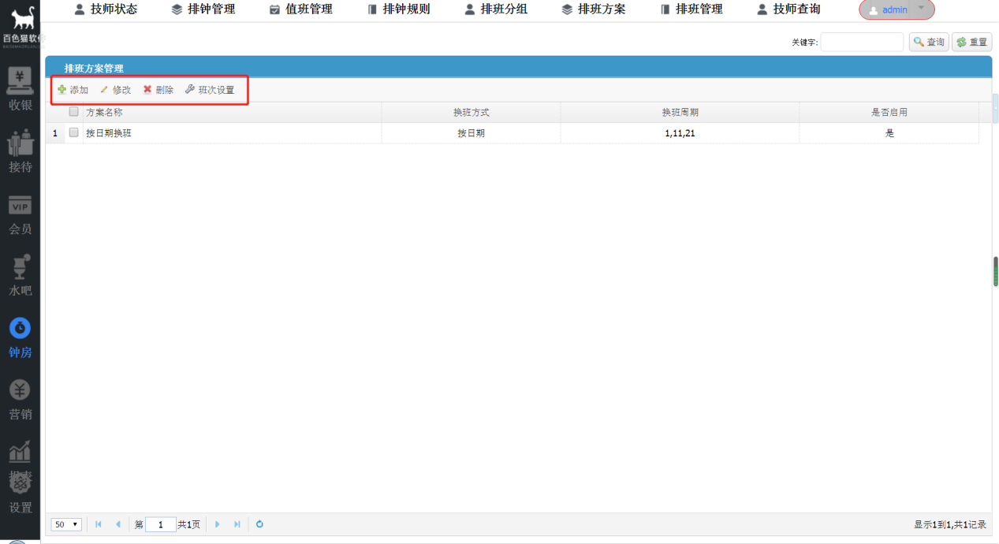 技师状态 排钟管理 值班管理 排钟规则 排班分组 排班方案 排班管理 技师查询 admin
百色猫软件
关键字: 查询 重置
排班方案管理
添加 修改 删除 班次设置
方案名称 换班方式 换班周期 是否启用
1 按日期换班 按日期 1,11,21 是
收银
接待
VIP
会员
水吧
钟房
营销
设置
50 第 1 共1页 显示1到1,共1记录